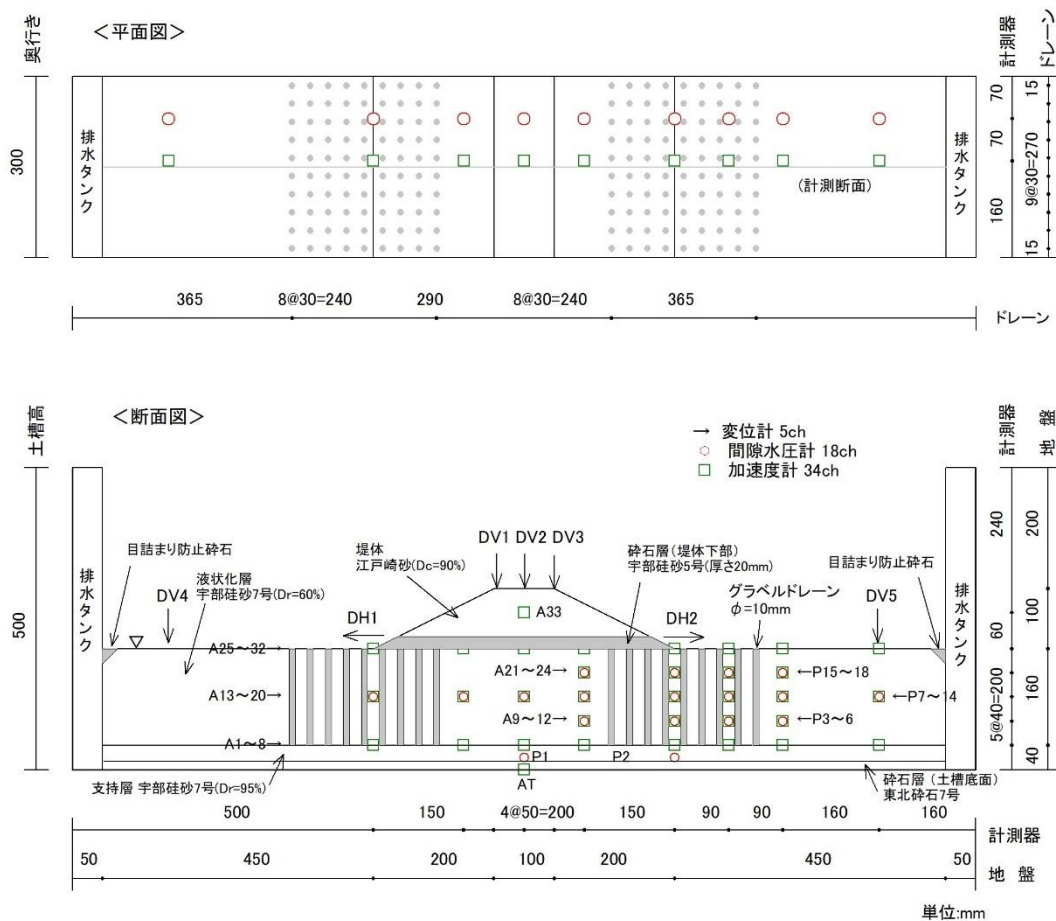 奥行き
＜平面図＞
計測器
ドレーン
300
排水タンク
排水タンク
(計測断面)
70
70
160
15
9@30=270
15
365
8@30=240
290
8@30=240
365
ドレーン
土槽高
＜断面図＞
計測器
地 盤
→ 変位計 5ch
間隙水圧計 18ch
加速度計 34ch
500
排水タンク
排水タンク
目詰まり防止砕石
液状化層
宇部硅砂7号(Dr=60%)
DV4
堤体
江戸崎砂(Dc=90%)
DV1
DV2
DV3
砕石層(堤体下部)
宇部硅砂5号(厚さ20mm)
目詰まり防止砕石
グラベルドレーン
φ=10mm
DV5
DH1
A33
DH2
A25～32→
A21～24→
←P15～18
A13～20→
←P7～14
A9～12→
←P3～6
A1～8→
P1
P2
AT
支持層 宇部硅砂7号(Dr=95%)
砕石層 (土槽底面)
東北砕石7号
240
60
5@40=200
200
100
160
40
500
150
4@50=200
150
90
90
160
160
計測器
50
450
200
100
200
450
50
地 盤
単位:mm